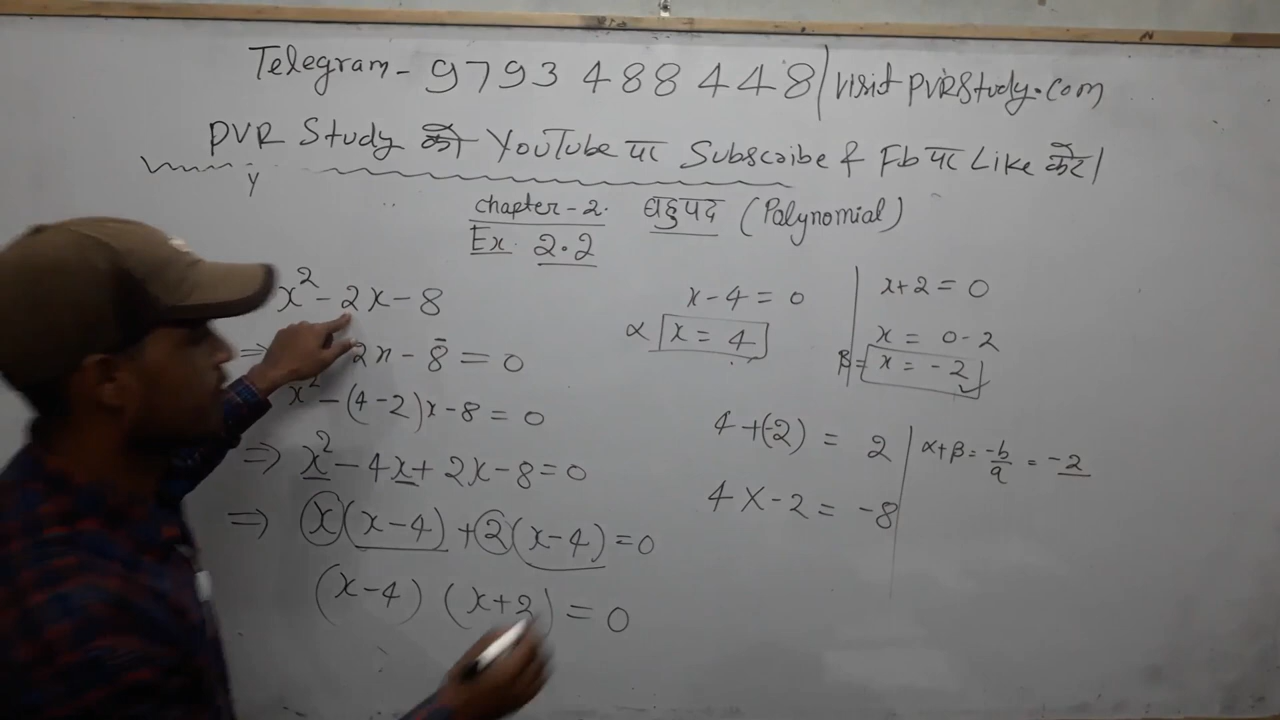 Telegram - 9793 488 448 / visit PVRStudy.com
PVR Study को YouTube पर Subscribe & Fb पर Like करें।
y
Chapter-2. बहुपद (Polynomial)
Ex. 2.2
x² - 2x - 8
⇒ 2x - 8 = 0
x² - (4-2)x - 8 = 0
⇒ x² - 4x + 2x - 8 = 0
⇒ x(x-4) + 2(x-4) = 0
(x-4) (x+2) = 0
x - 4 = 0
α x = 4
x + 2 = 0
x = 0 - 2
β = x = -2
4 + (-2) = 2
4 x -2 = -8
α + β = -b/a = -2